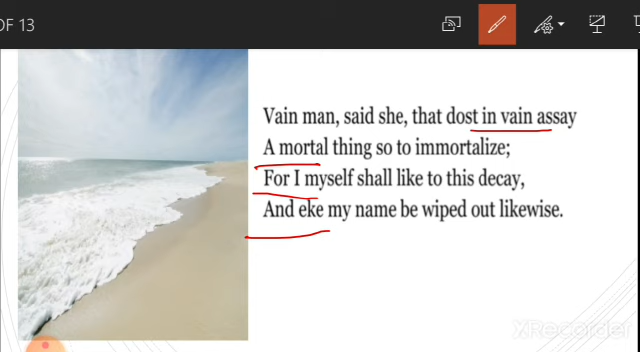 OF 13
Vain man, said she, that dost in vain assay
A mortal thing so to immortalize;
For I myself shall like to this decay,
And eke my name be wiped out likewise.
XRecorder